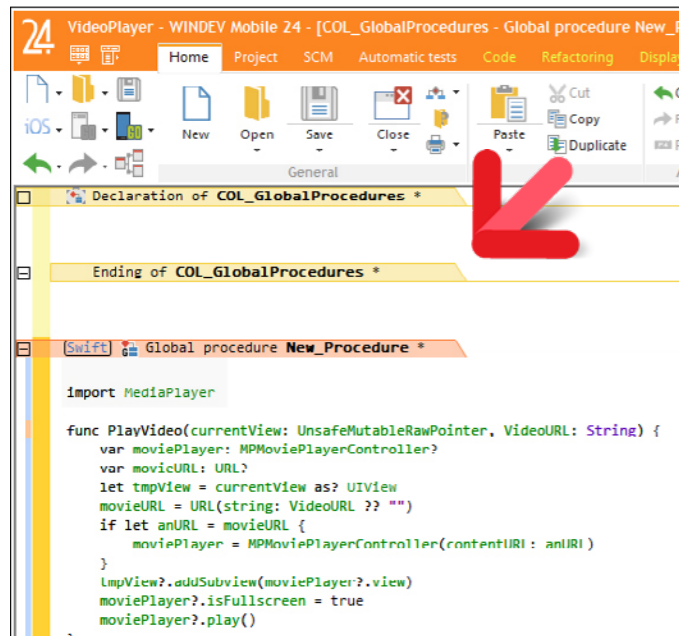 24 VideoPlayer - WINDEV Mobile 24 - [COL_GlobalProcedures - Global procedure New_
Home Project SCM Automatic tests Code Refactoring Display
iOS GO New Open Save Close Paste Cut
Copy
Duplicate
General
Declaration of COL_GlobalProcedures *
Ending of COL_GlobalProcedures *
Swift Global procedure New_Procedure *
import MediaPlayer
func PlayVideo(currentView: UnsafeMutableRawPointer, VideoURL: String) {
var moviePlayer: MPMoviePlayerController?
var movieURL: URL?
let tmpView = currentView as? UIView
movieURL = URL(string: VideoURL ?? "")
if let anURL = movieURL {
moviePlayer = MPMoviePlayerController(contentURL: anURL)
}
tmpView?.addSubview(moviePlayer?.view)
moviePlayer?.isFullscreen = true
moviePlayer?.play()